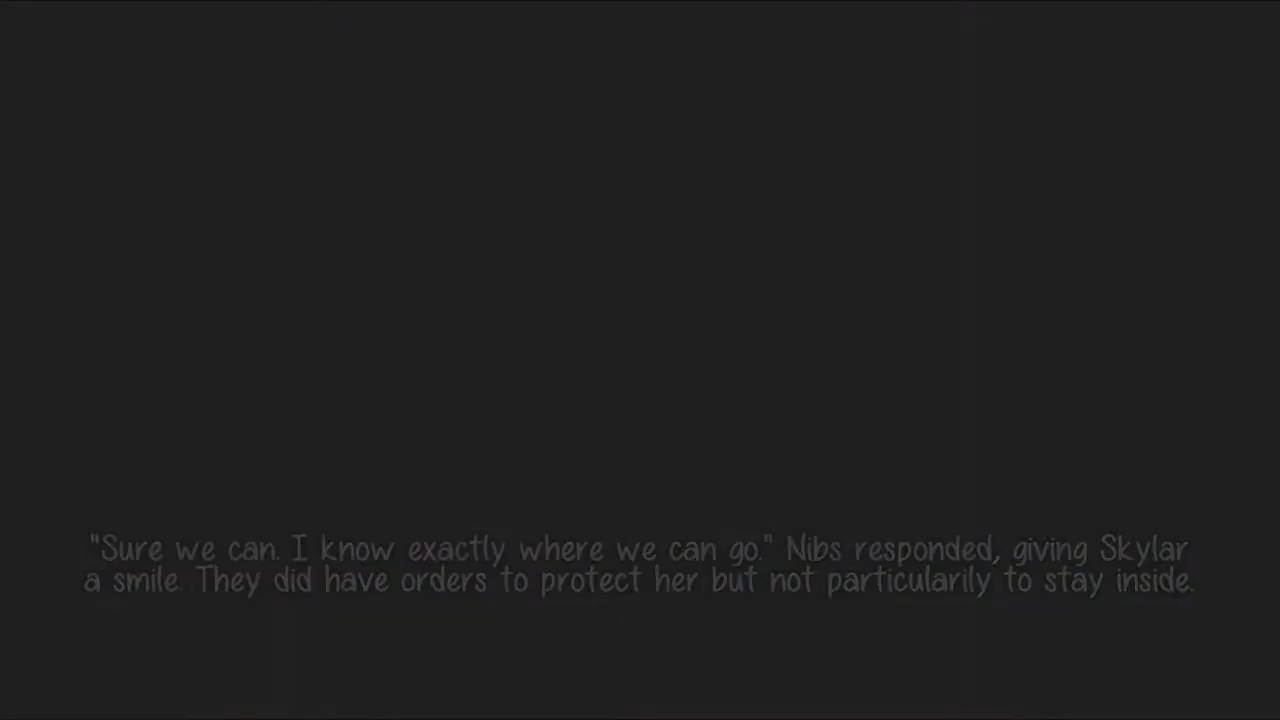 "Sure we can. I know exactly where we can go." Nibs responded, giving Skylar
a smile. They did have orders to protect her but not particularily to stay inside.